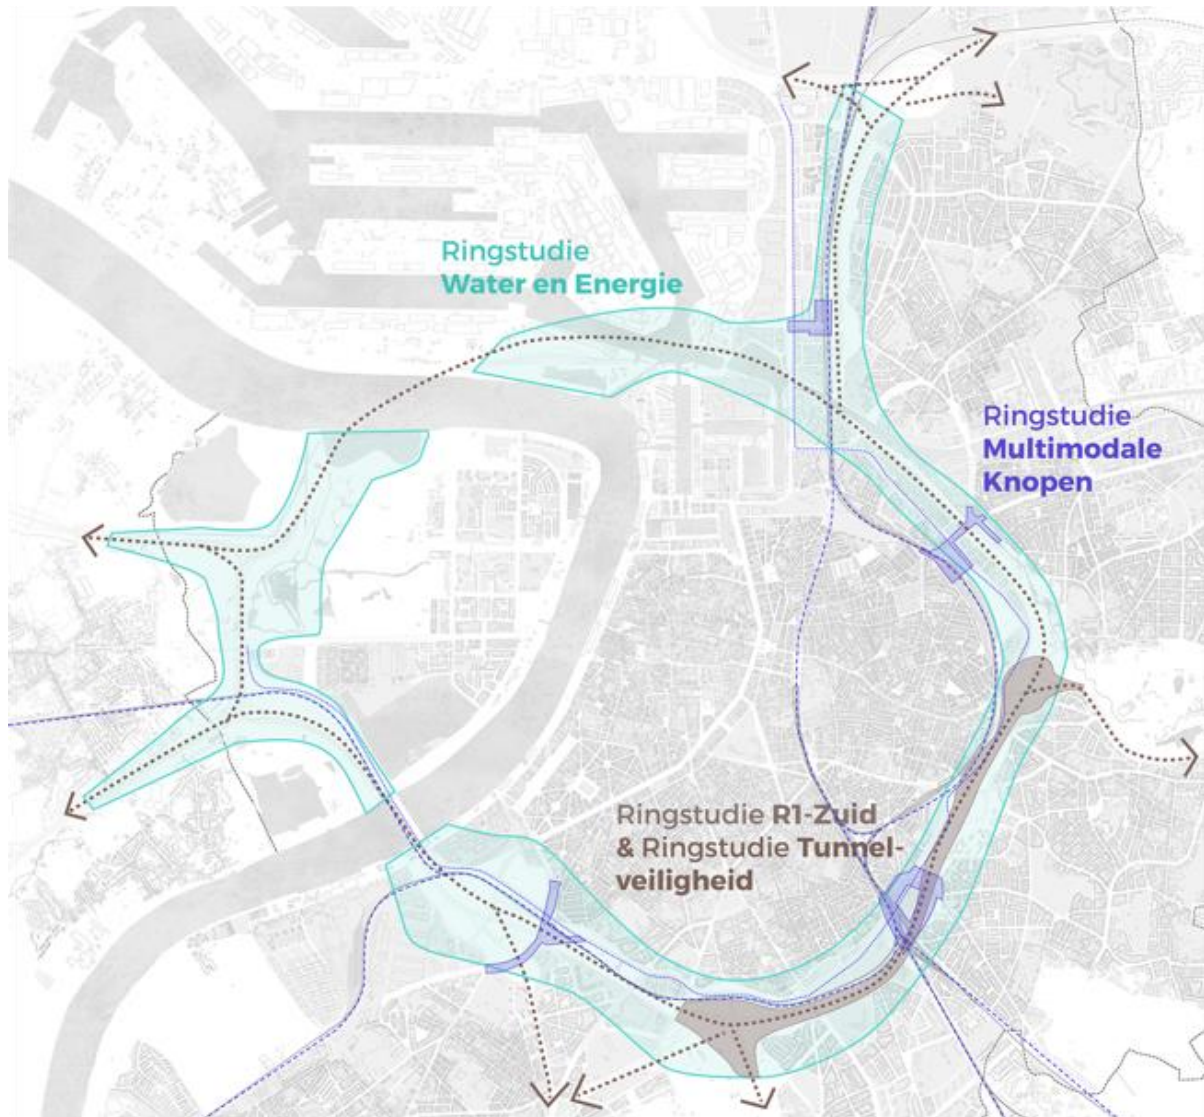 Ringstudie
Water en Energie
Ringstudie
Multimodale
Knopen
Ringstudie R1-Zuid
& Ringstudie Tunnel-
veiligheid